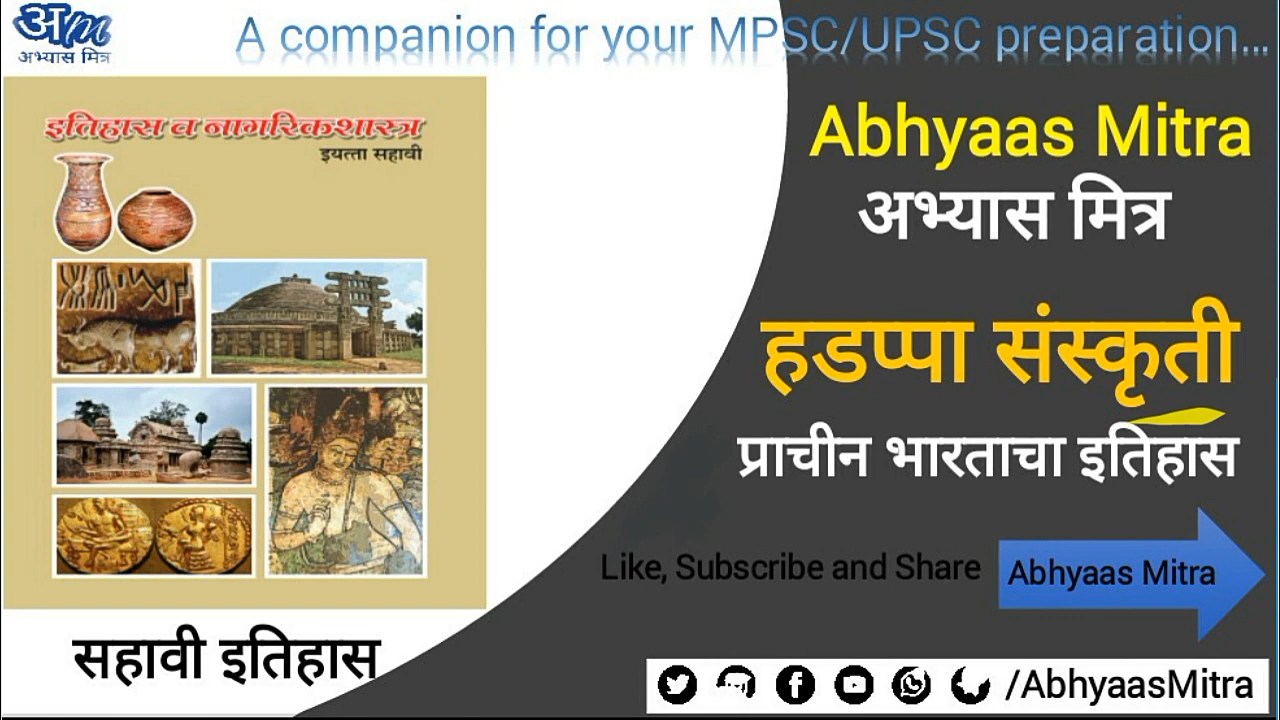 अm
अभ्यास मित्र
A companion for your MPSC/UPSC preparation...
इतिहास व नागरिकशास्त्र
इयत्ता सहावी
सहावी इतिहास
Abhyaas Mitra
अभ्यास मित्र
हडप्पा संस्कृती
प्राचीन भारताचा इतिहास
Like, Subscribe and Share
Abhyaas Mitra
/AbhyaasMitra